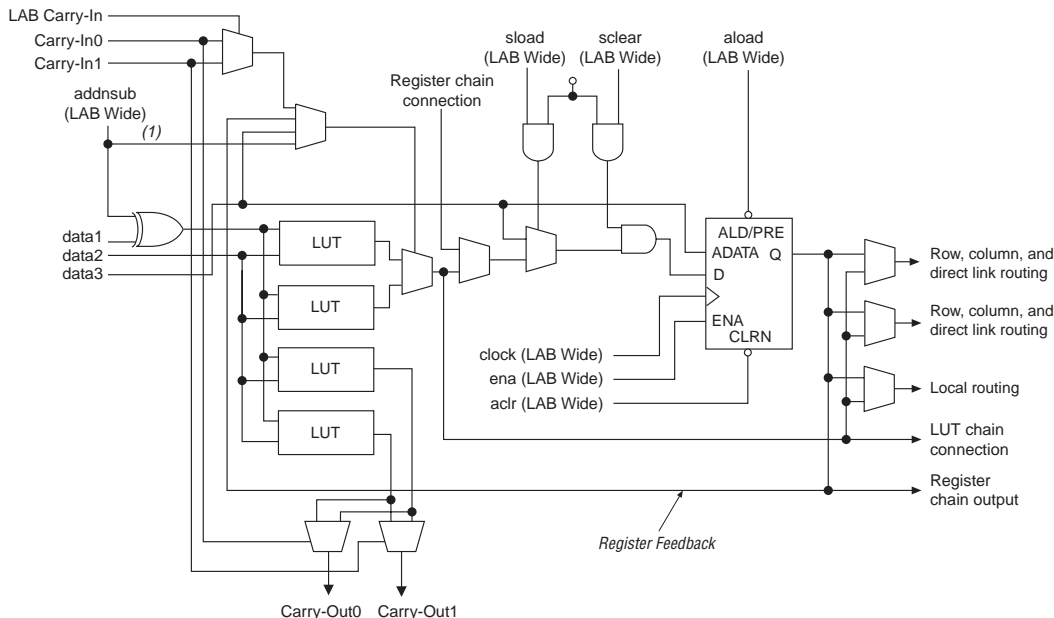 LAB Carry-In
Carry-In0
Carry-In1
addnsub
(LAB Wide)
(1)
data1
data2
data3
LUT
LUT
LUT
LUT
Register chain
connection
sload
(LAB Wide)
sclear
(LAB Wide)
aload
(LAB Wide)
ALD/PRE
ADATA
Q
D
ENA
CLRN
clock (LAB Wide)
ena (LAB Wide)
aclr (LAB Wide)
Row, column, and
direct link routing
Row, column, and
direct link routing
Local routing
LUT chain
connection
Register
chain output
Register Feedback
Carry-Out0
Carry-Out1